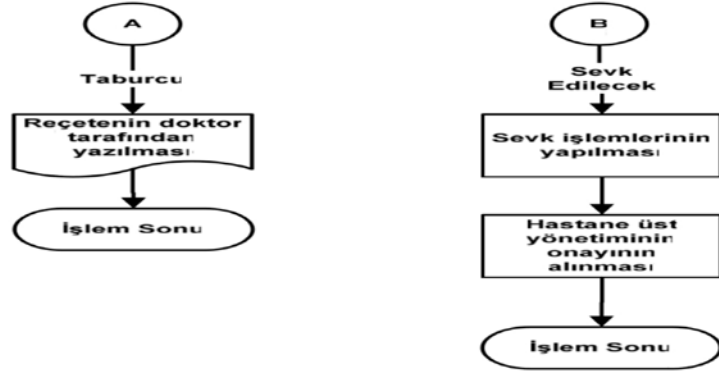 A
Taburcu
Reçetenin doktor
tarafından
yazılması
İşlem Sonu
B
Sevk
Edilecek
Sevk işlemlerinin
yapılması
Hastane üst
yönetiminin
onayının
alınması
İşlem Sonu